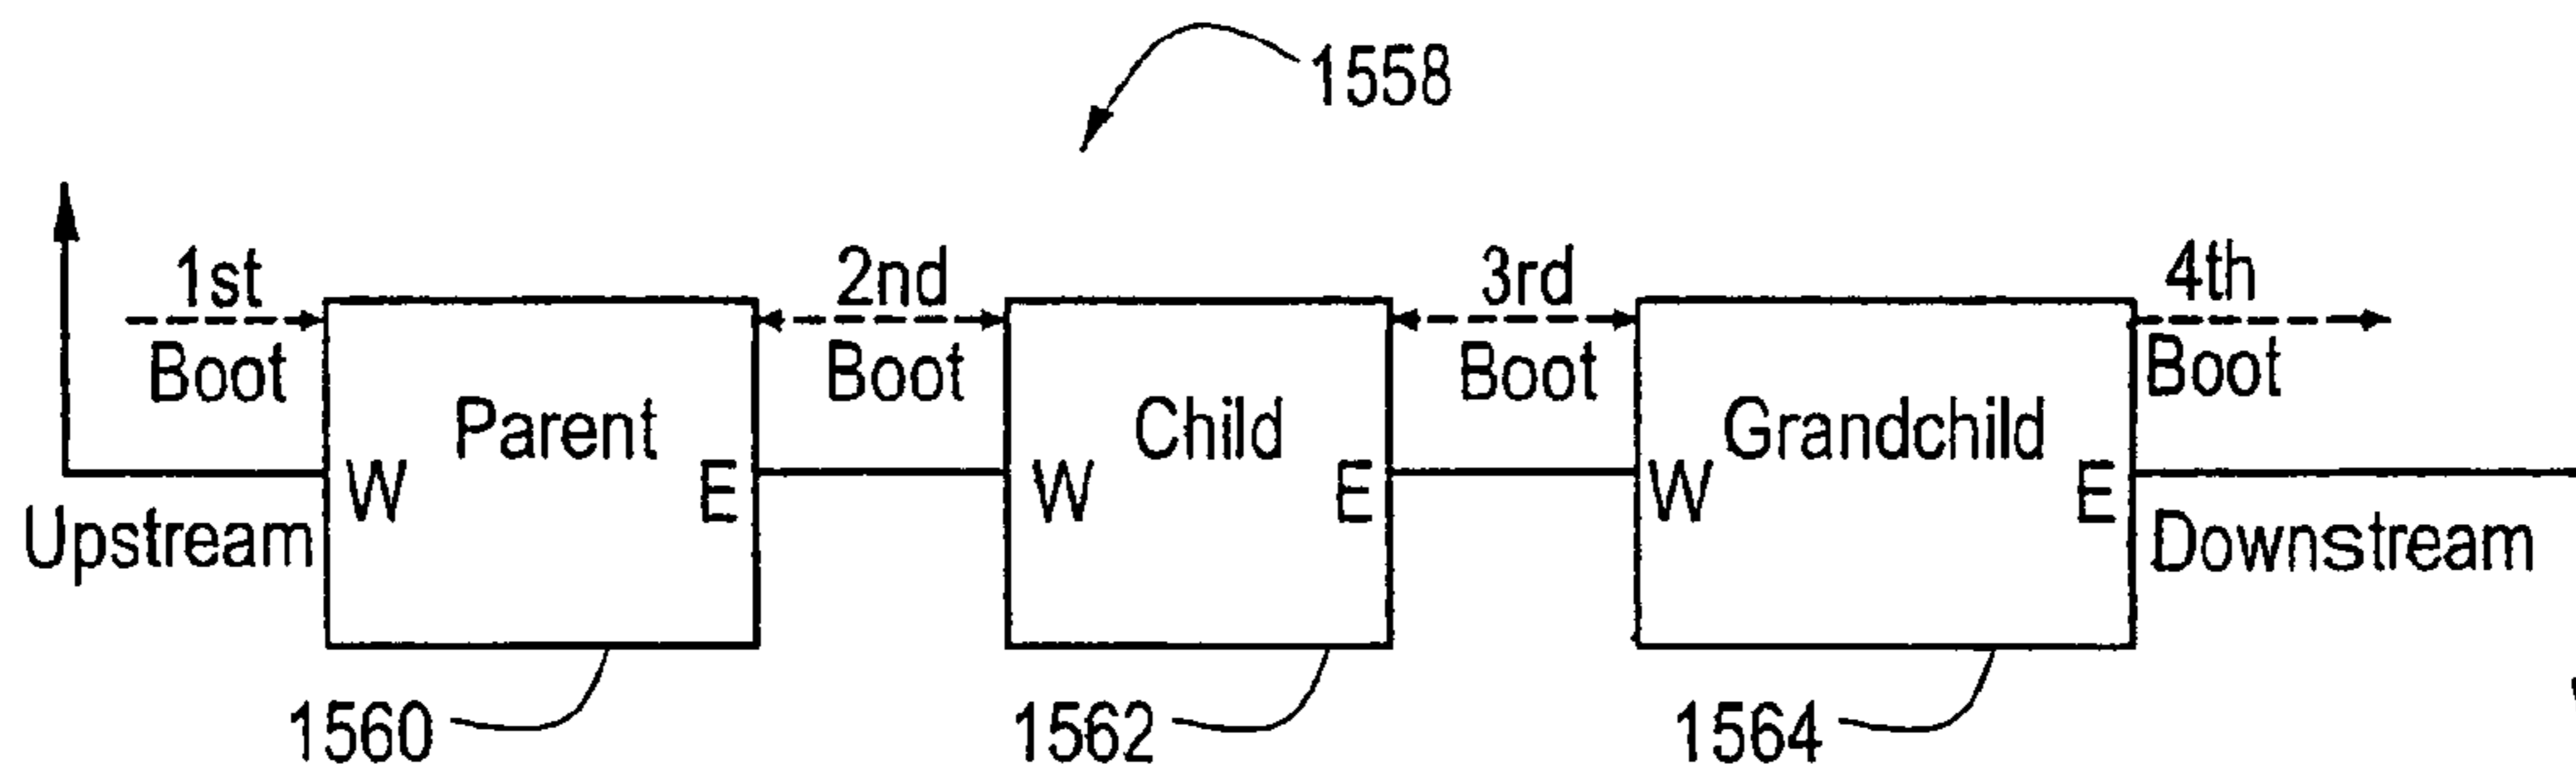 1558
1st 2nd 3rd 4th
Boot Boot Boot Boot
Parent Child Grandchild
W E W E W E
Upstream Downstream
1560 1562 1564